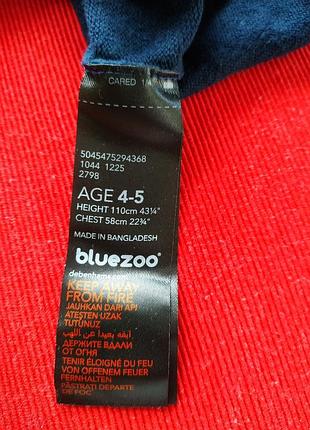 CARED
5045475294368
1044 1225
2798
AGE 4-5
HEIGHT 110cm 43¼"
CHEST 58cm 22¾"
MADE IN BANGLADESH
bluezoo
debenhams.com
KEEP AWAY
FROM FIRE
JAUHKAN DARI API
ATEŞTEN UZAK
TUTUNUZ
أبقه بعيداً عن اللهب
ДЕРЖИТЕ ВДАЛИ
ОТ ОГНЯ
TENIR ÉLOIGNÉ DU FEU
VON OFFENEM FEUER
FERNHALTEN
PĂSTRAȚI DEPARTE
DE FOC